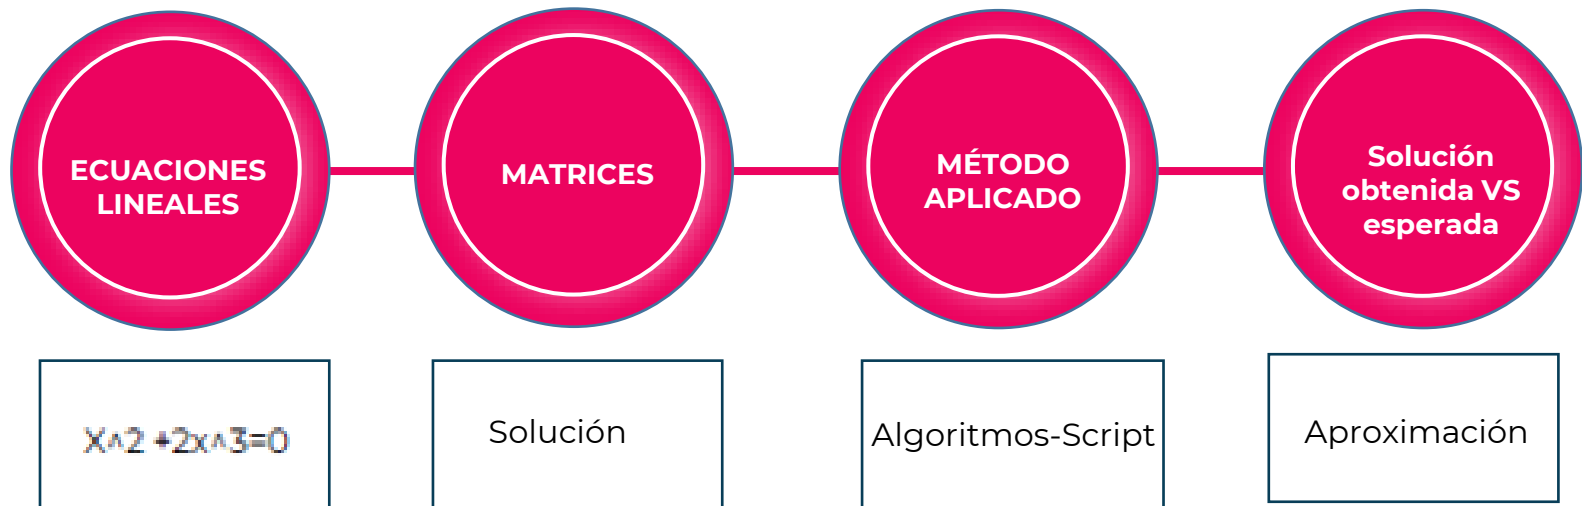 ECUACIONES
LINEALES
MATRICES
MÉTODO
APLICADO
Solución
obtenida VS
esperada
X^2 +2x^3=0
Solución
Algoritmos-Script
Aproximación